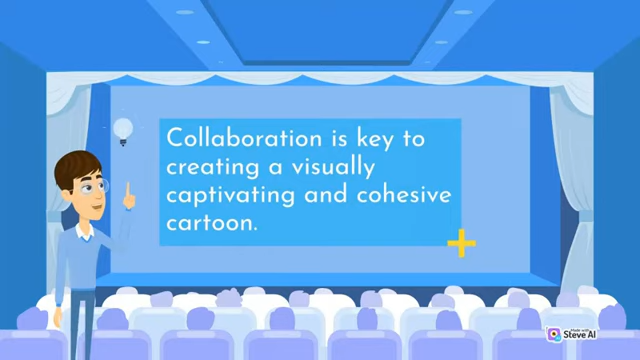 Collaboration is key to
creating a visually
captivating and cohesive
cartoon.
Made with
Steve AI